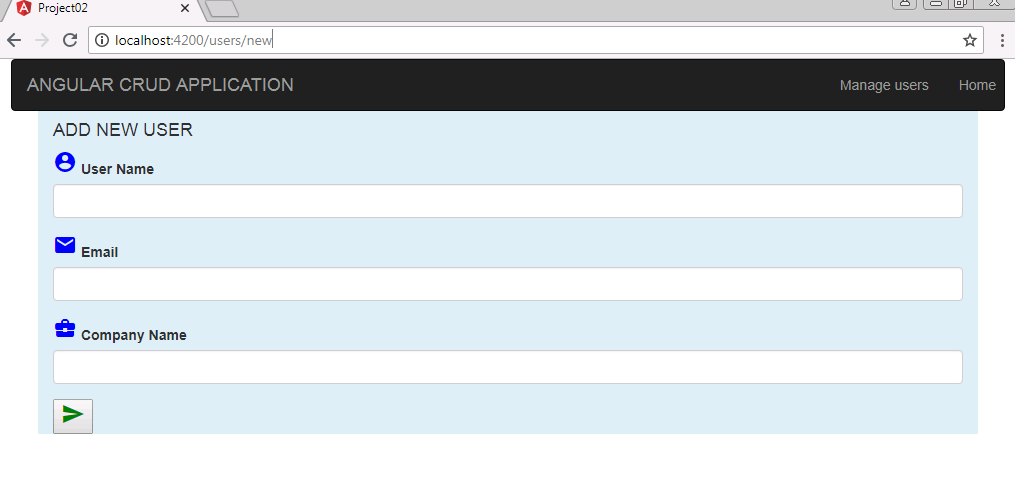 Project02
localhost:4200/users/new
ANGULAR CRUD APPLICATION Manage users Home
ADD NEW USER
User Name
Email
Company Name